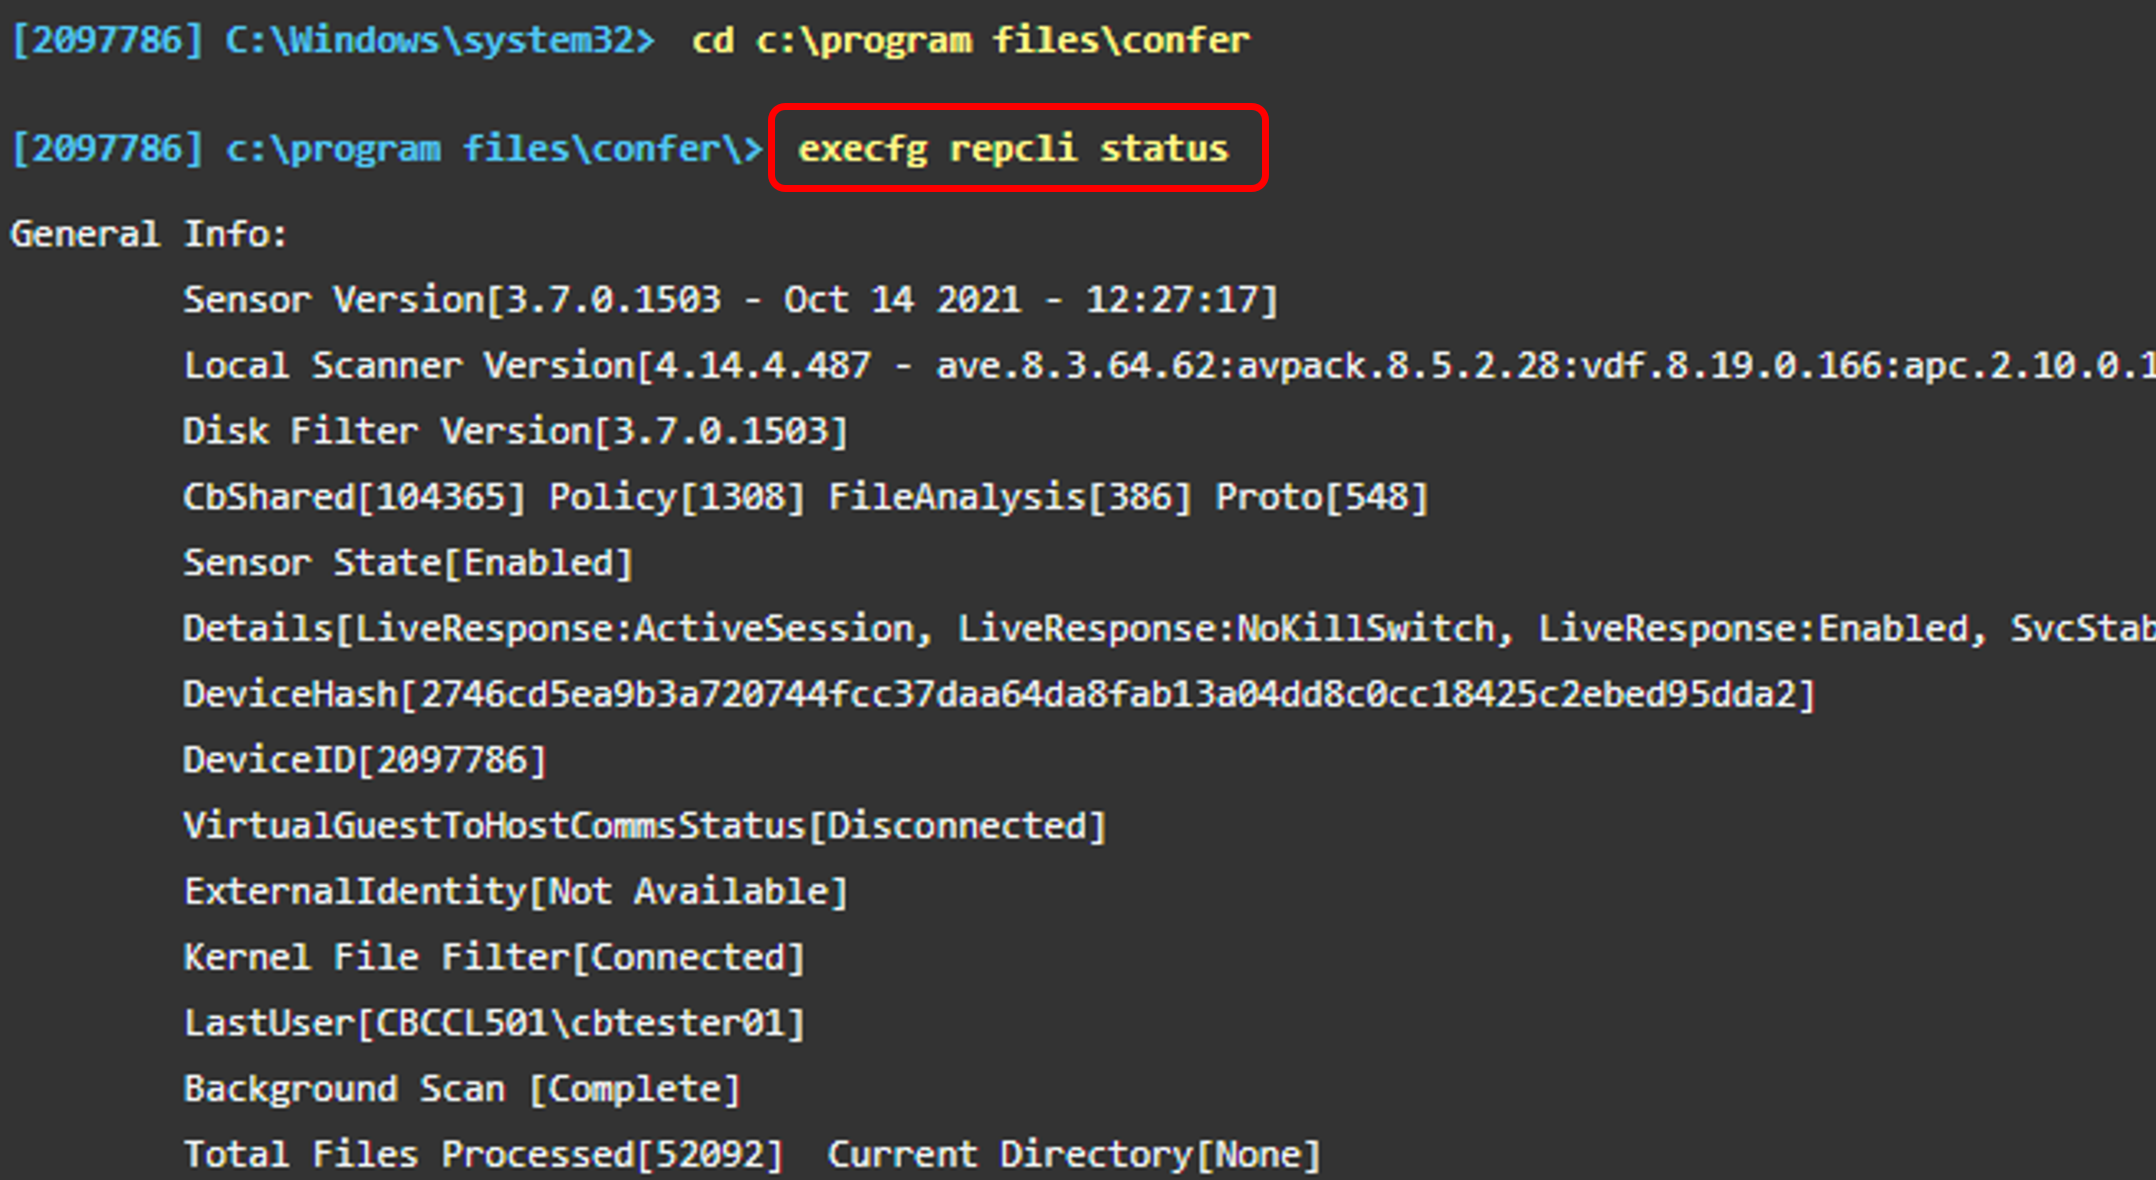 [2097786] C:\Windows\system32> cd c:\program files\confer
[2097786] c:\program files\confer\> execfg repcli status
General Info:
Sensor Version[3.7.0.1503 - Oct 14 2021 - 12:27:17]
Local Scanner Version[4.14.4.487 - ave.8.3.64.62:avpack.8.5.2.28:vdf.8.19.0.166:apc.2.10.0.1
Disk Filter Version[3.7.0.1503]
CbShared[104365] Policy[1308] FileAnalysis[386] Proto[548]
Sensor State[Enabled]
Details[LiveResponse:ActiveSession, LiveResponse:NoKillSwitch, LiveResponse:Enabled, SvcStab
DeviceHash[2746cd5ea9b3a720744fcc37daa64da8fab13a04dd8c0cc18425c2ebed95dda2]
DeviceID[2097786]
VirtualGuestToHostCommsStatus[Disconnected]
ExternalIdentity[Not Available]
Kernel File Filter[Connected]
LastUser[CBCCL501\cbtester01]
Background Scan [Complete]
Total Files Processed[52092]  Current Directory[None]